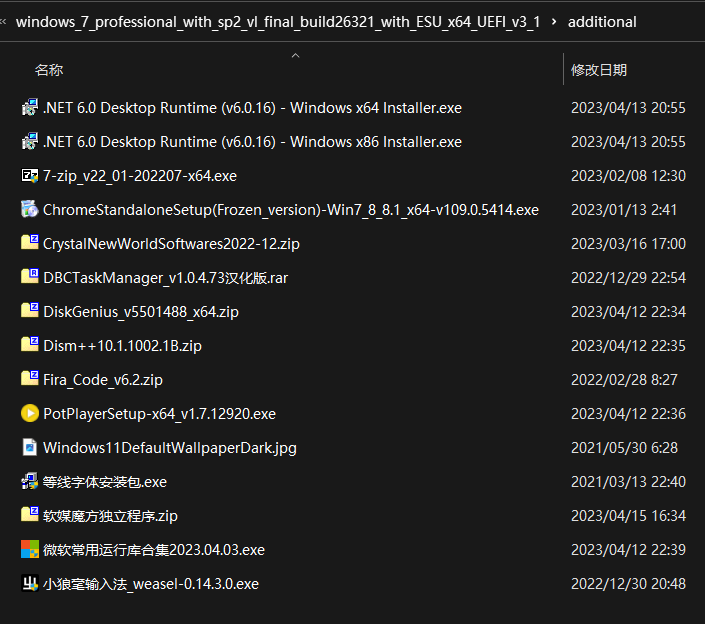 « windows_7_professional_with_sp2_vl_final_build26321_with_ESU_x64_UEFI_v3_1 › additional
名称 修改日期
.NET 6.0 Desktop Runtime (v6.0.16) - Windows x64 Installer.exe 2023/04/13 20:55
.NET 6.0 Desktop Runtime (v6.0.16) - Windows x86 Installer.exe 2023/04/13 20:55
7-zip_v22_01-202207-x64.exe 2023/02/08 12:30
ChromeStandaloneSetup(Frozen_version)-Win7_8_8.1_x64-v109.0.5414.exe 2023/01/13 2:41
CrystalNewWorldSoftwares2022-12.zip 2023/03/16 17:00
DBCTaskManager_v1.0.4.73汉化版.rar 2022/12/29 22:54
DiskGenius_v5501488_x64.zip 2023/04/12 22:34
Dism++10.1.1002.1B.zip 2023/04/12 22:35
Fira_Code_v6.2.zip 2022/02/28 8:27
PotPlayerSetup-x64_v1.7.12920.exe 2023/04/12 22:36
Windows11DefaultWallpaperDark.jpg 2021/05/30 6:28
等线字体安装包.exe 2021/03/13 22:40
软媒魔方独立程序.zip 2023/04/15 16:34
微软常用运行库合集2023.04.03.exe 2023/04/12 22:39
小狼毫输入法_weasel-0.14.3.0.exe 2022/12/30 20:48